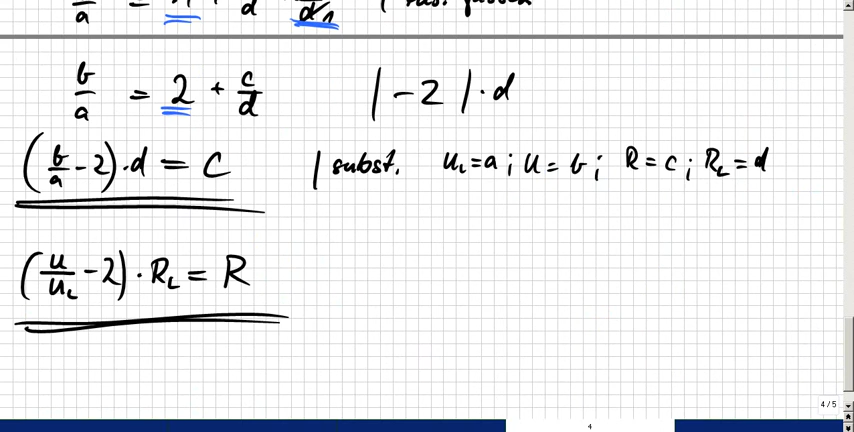 b/a = 2 + c/d |-2 |·d
(b/a - 2)·d = C | subst. u_L=a; U=b; R=c; R_L=d
(u/u_L - 2)·R_L = R
4/5
4